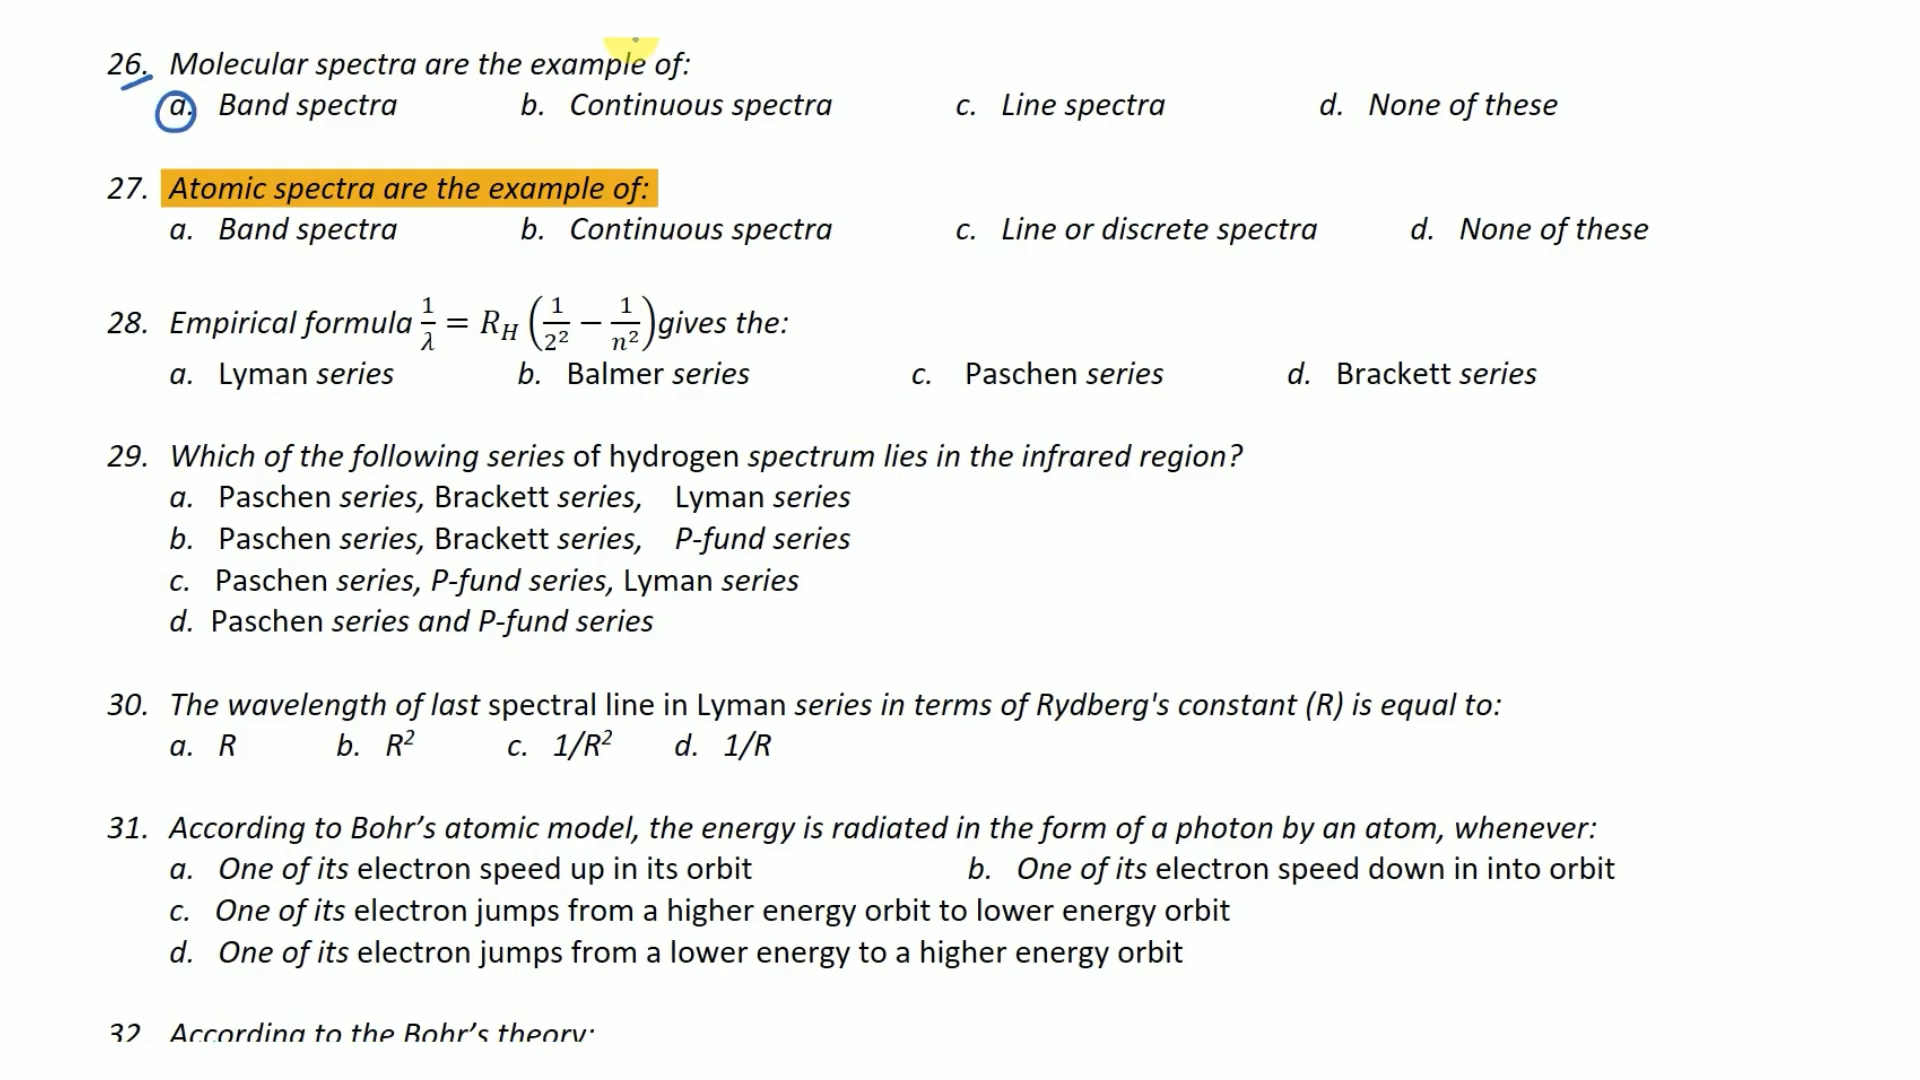 26. Molecular spectra are the example of:
a. Band spectra b. Continuous spectra c. Line spectra d. None of these
27. Atomic spectra are the example of:
a. Band spectra b. Continuous spectra c. Line or discrete spectra d. None of these
28. Empirical formula 1/λ = R_H (1/2² − 1/n²) gives the:
a. Lyman series b. Balmer series c. Paschen series d. Brackett series
29. Which of the following series of hydrogen spectrum lies in the infrared region?
a. Paschen series, Brackett series, Lyman series
b. Paschen series, Brackett series, P-fund series
c. Paschen series, P-fund series, Lyman series
d. Paschen series and P-fund series
30. The wavelength of last spectral line in Lyman series in terms of Rydberg's constant (R) is equal to:
a. R b. R² c. 1/R² d. 1/R
31. According to Bohr’s atomic model, the energy is radiated in the form of a photon by an atom, whenever:
a. One of its electron speed up in its orbit b. One of its electron speed down in into orbit
c. One of its electron jumps from a higher energy orbit to lower energy orbit
d. One of its electron jumps from a lower energy to a higher energy orbit
32. According to the Bohr’s theory: